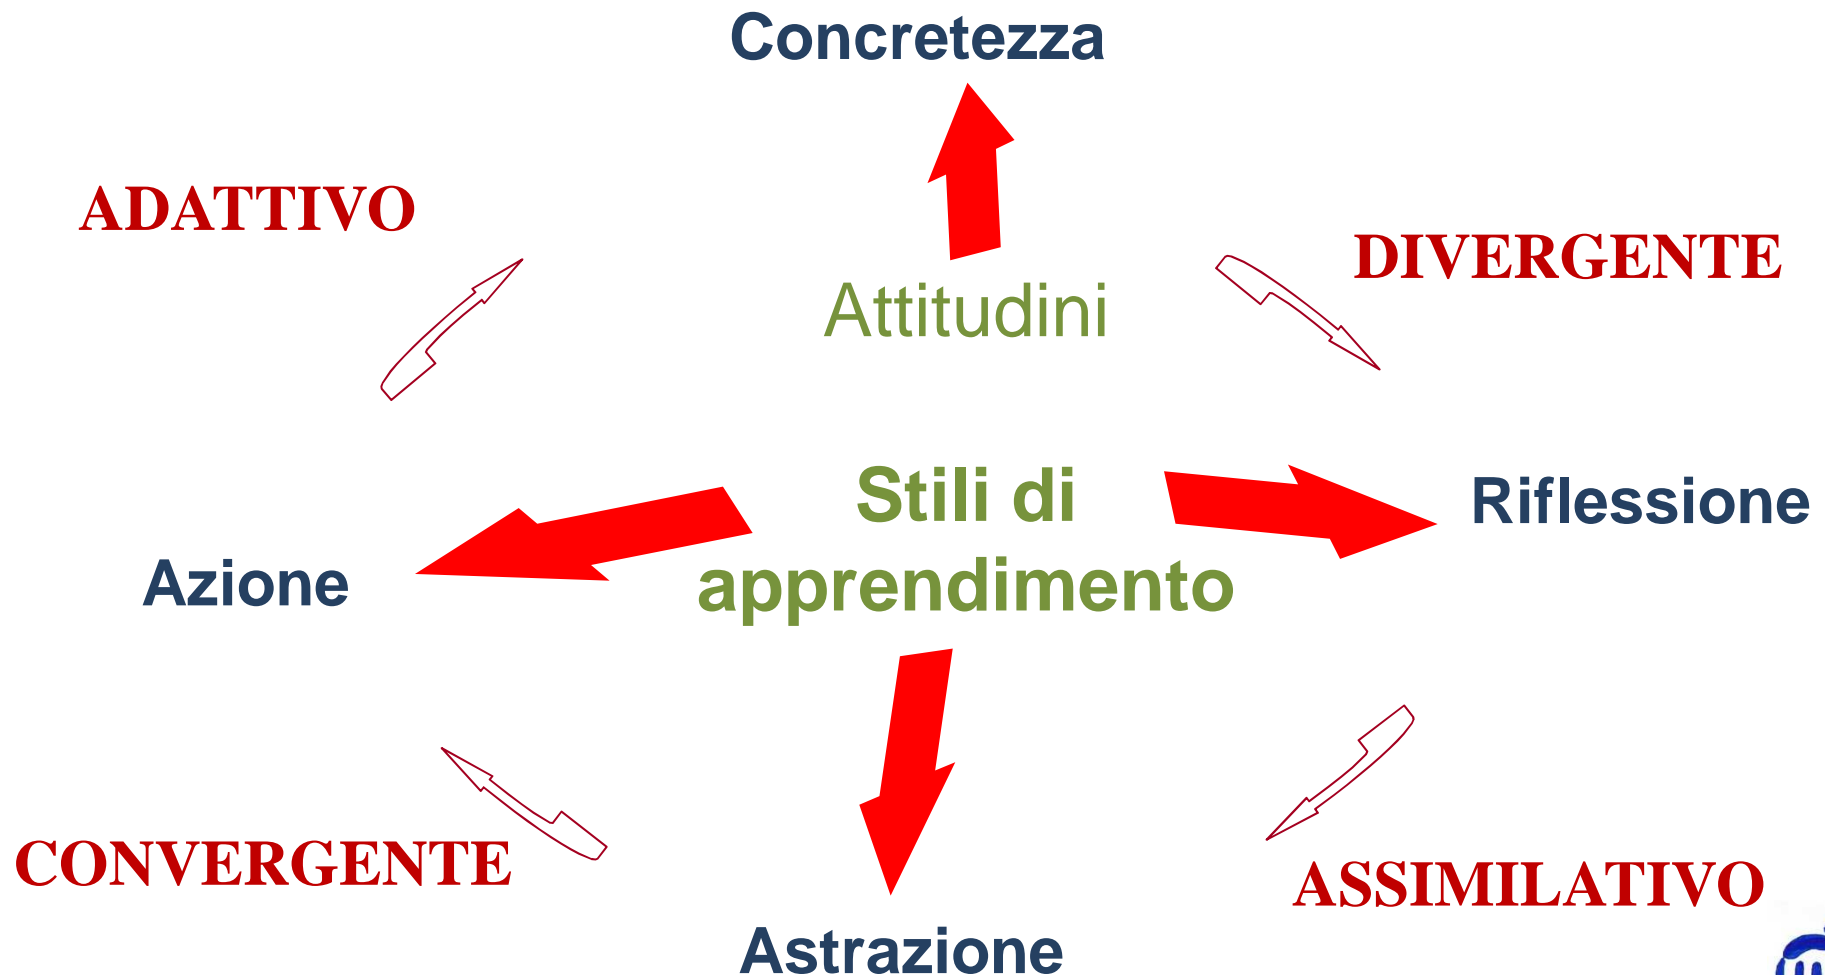 Concretezza
ADATTIVO
DIVERGENTE
Attitudini
Stili di
apprendimento
Riflessione
Azione
CONVERGENTE
ASSIMILATIVO
Astrazione